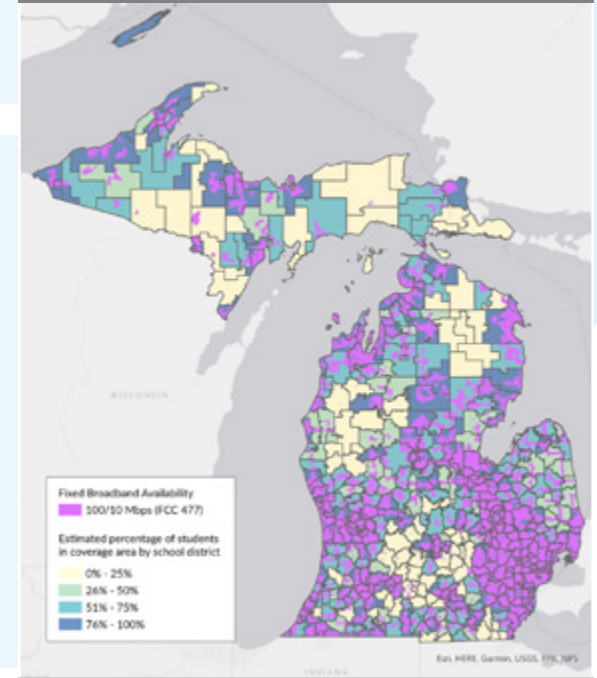 WISCONSIN
Fixed Broadband Availability
100/10 Mbps (FCC 477)
Estimated percentage of students
in coverage area by school district
0% - 25%
26% - 50%
51% - 75%
76% - 100%
Esri, HERE, Garmin, USGS, EPA, NPS
INDIANA